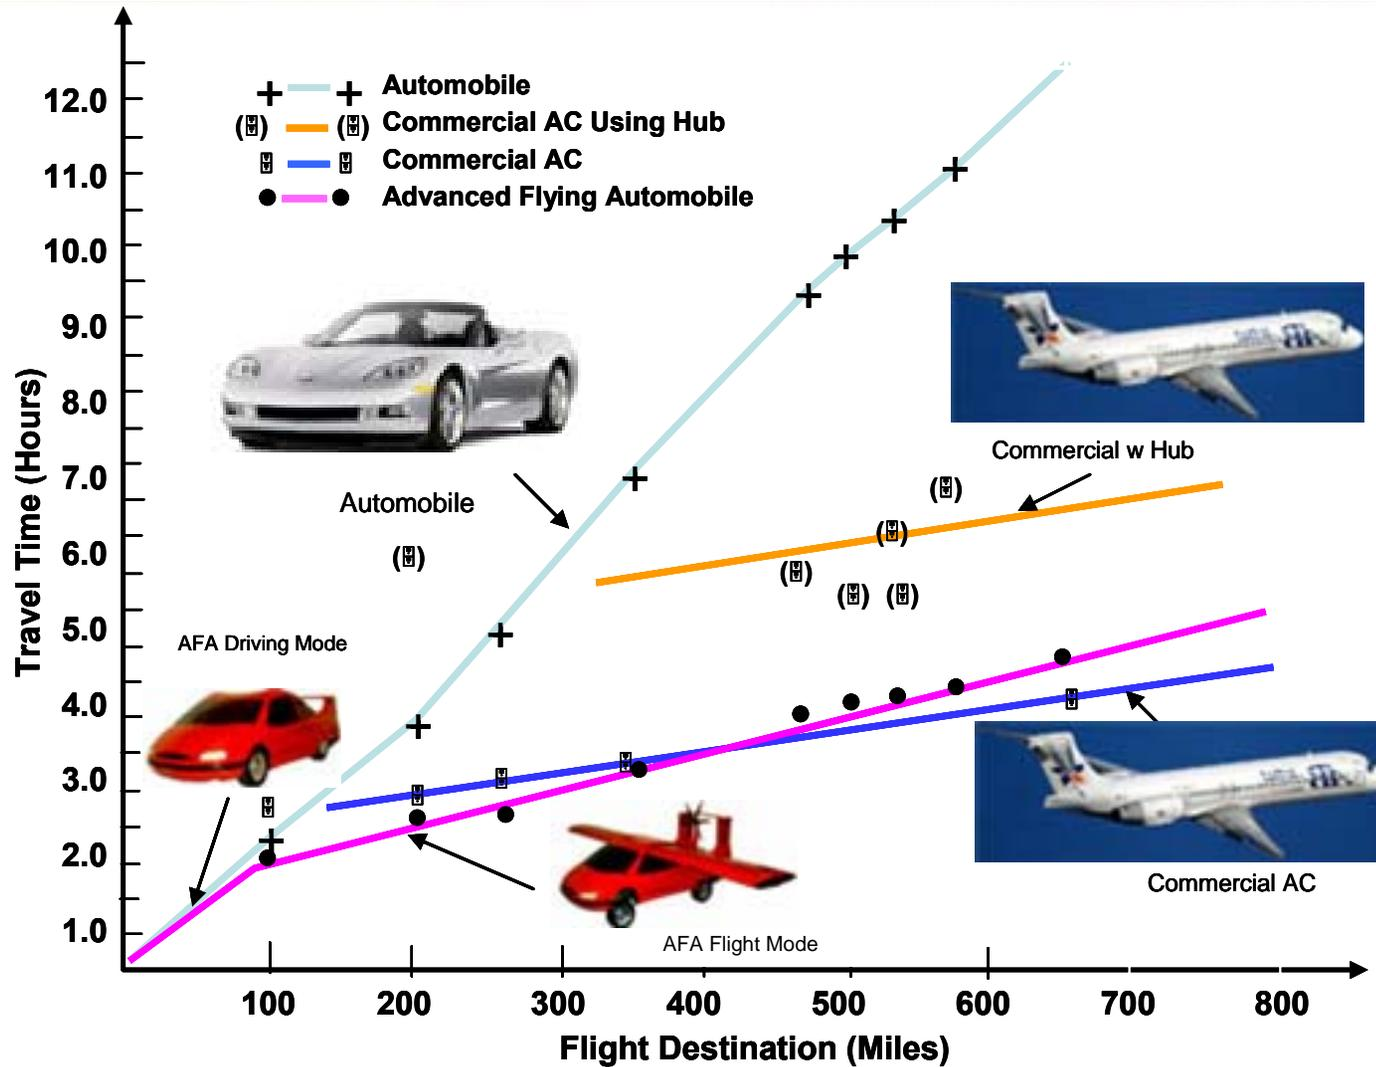 12.0
11.0
10.0
9.0
8.0
7.0
6.0
5.0
4.0
3.0
2.0
1.0
Travel Time (Hours)
Automobile
Commercial AC Using Hub
Commercial AC
Advanced Flying Automobile
Automobile
Commercial w Hub
AFA Driving Mode
AFA Flight Mode
Commercial AC
100 200 300 400 500 600 700 800
Flight Destination (Miles)